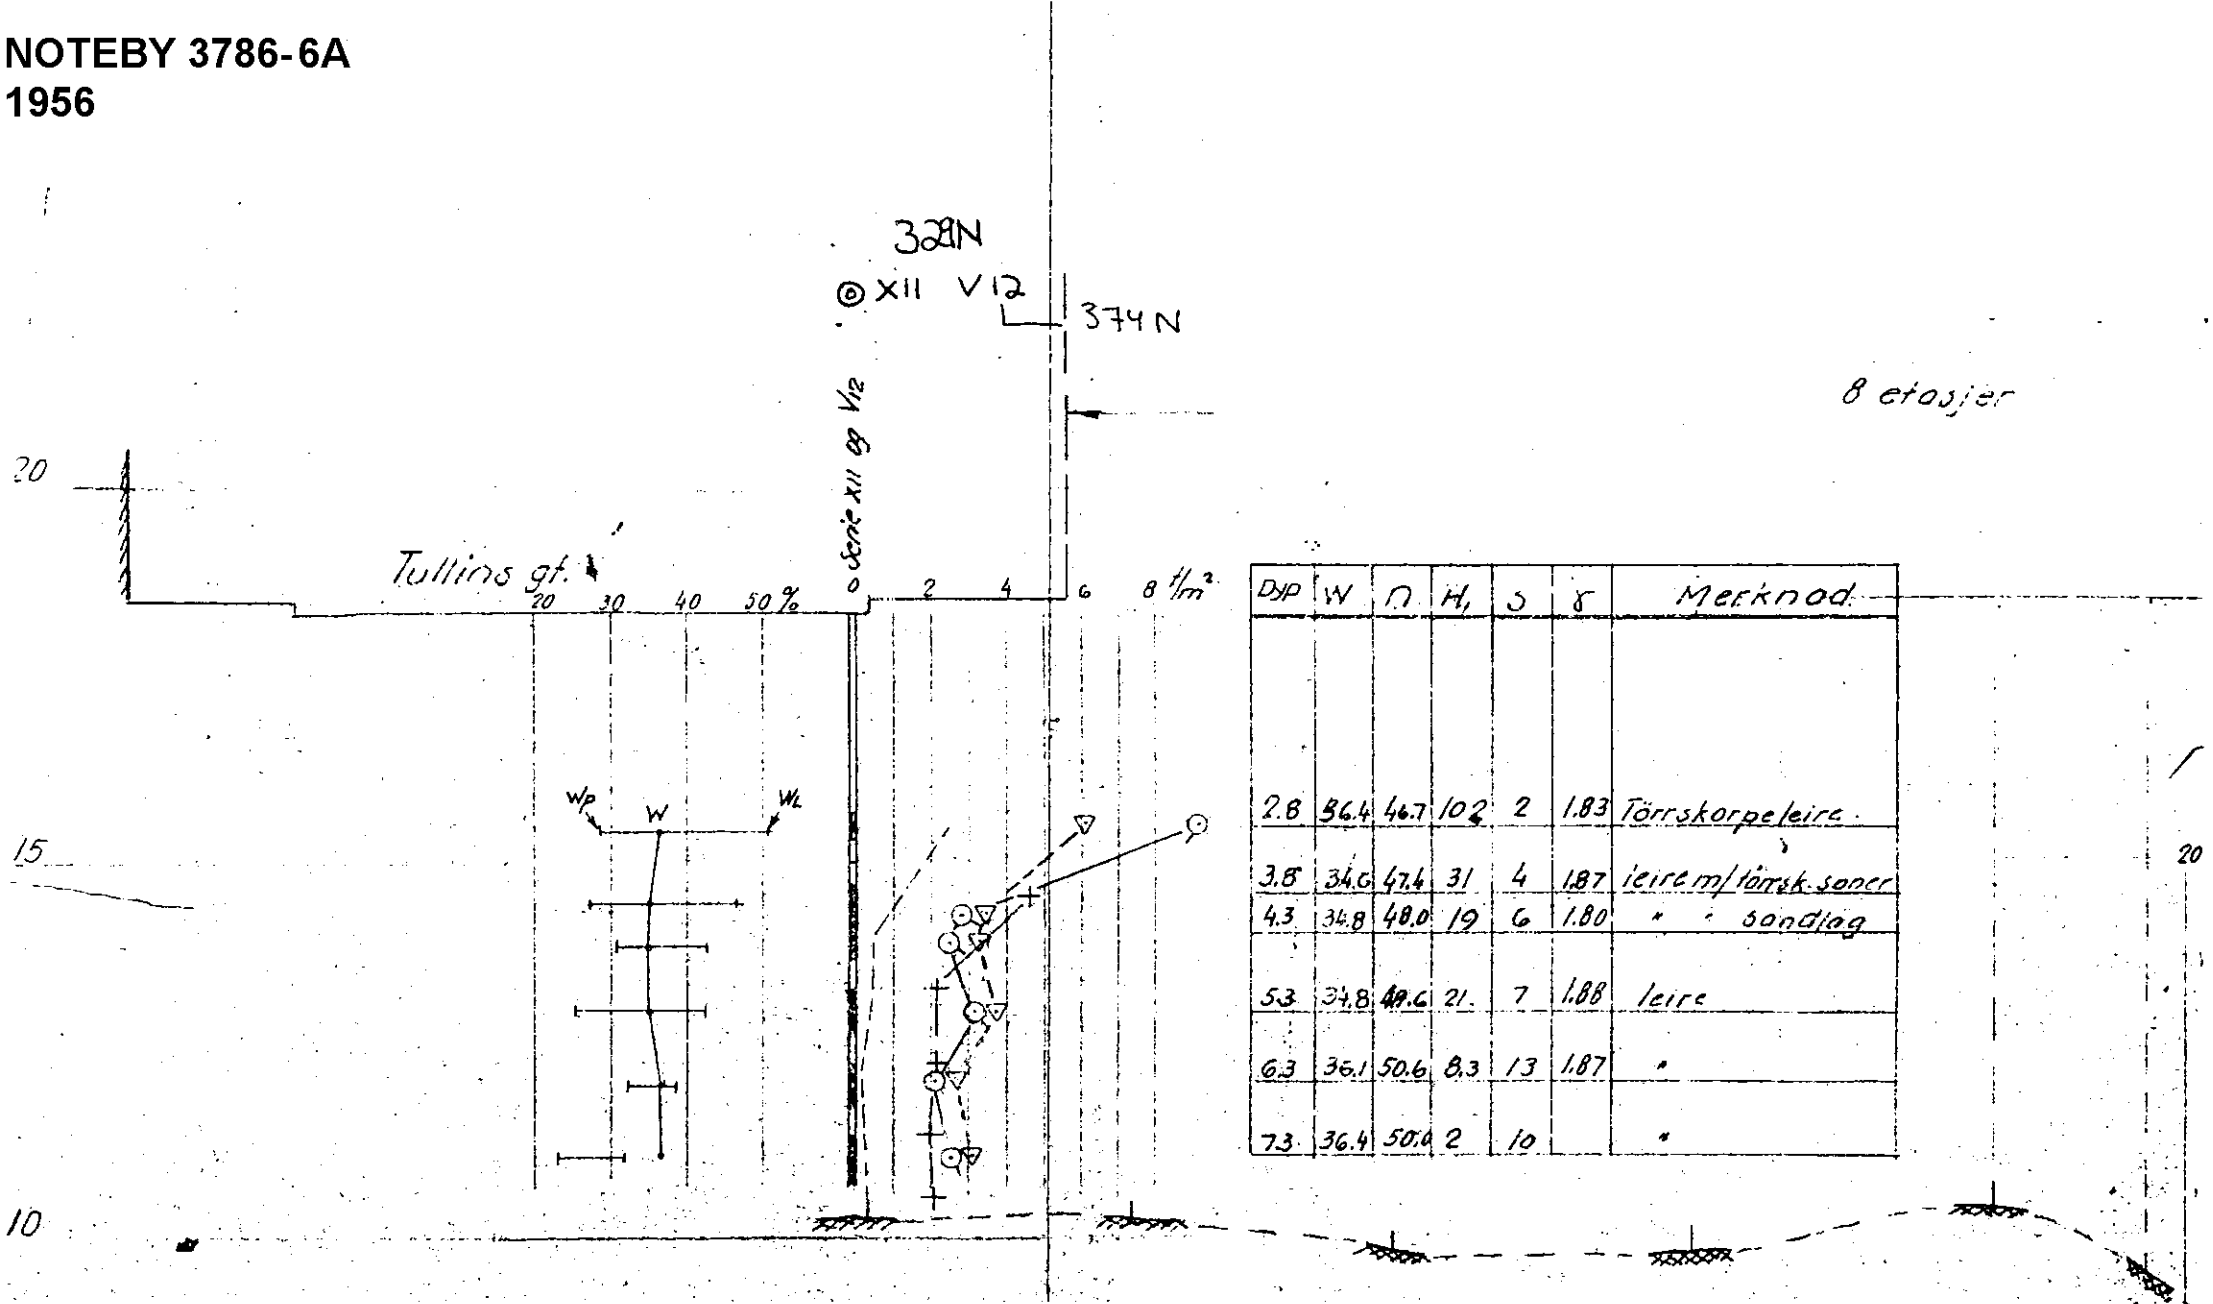 NOTEBY 3786-6A
1956
329N
XII V12
374N
8 etasjer
20
Serie XII og V12
Tullins gt.
20 30 40 50 %
0 2 4 6 8 t/m²
Dyp W n H₁ S γ Merknad
Wp W WL
2.8 36.4 46.7 102 2 1.83 Törrskorpeleire.
15
20
3.8 34.6 47.4 31 4 1.87 leire m/törrsk. soner
4.3 34.8 48.0 19 6 1.80 " " sandlag
5.3 34.8 49.6 21. 7 1.88 leire
6.3 36.1 50.6 8.3 13 1.87 "
7.3 36.4 50.0 2 10 "
10